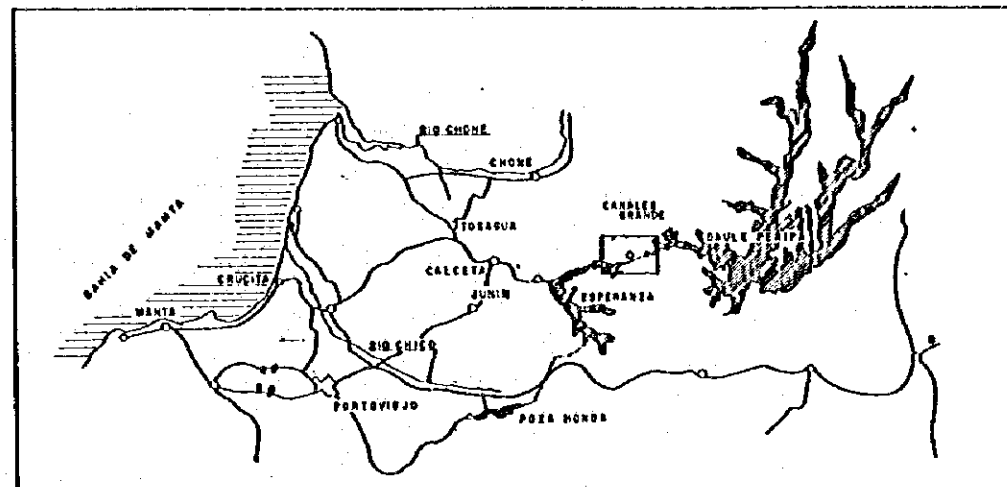 BAHIA DE MANTA
RIO CHONE
CHONE
TOSAGUA
CANALES
GRANDE
DAULE PERIPA
CALCETA
CRUCITA
JUNIN
ESPERANZA
MANTA
RIO CHICO
PORTOVIEJO
POZA HONDA